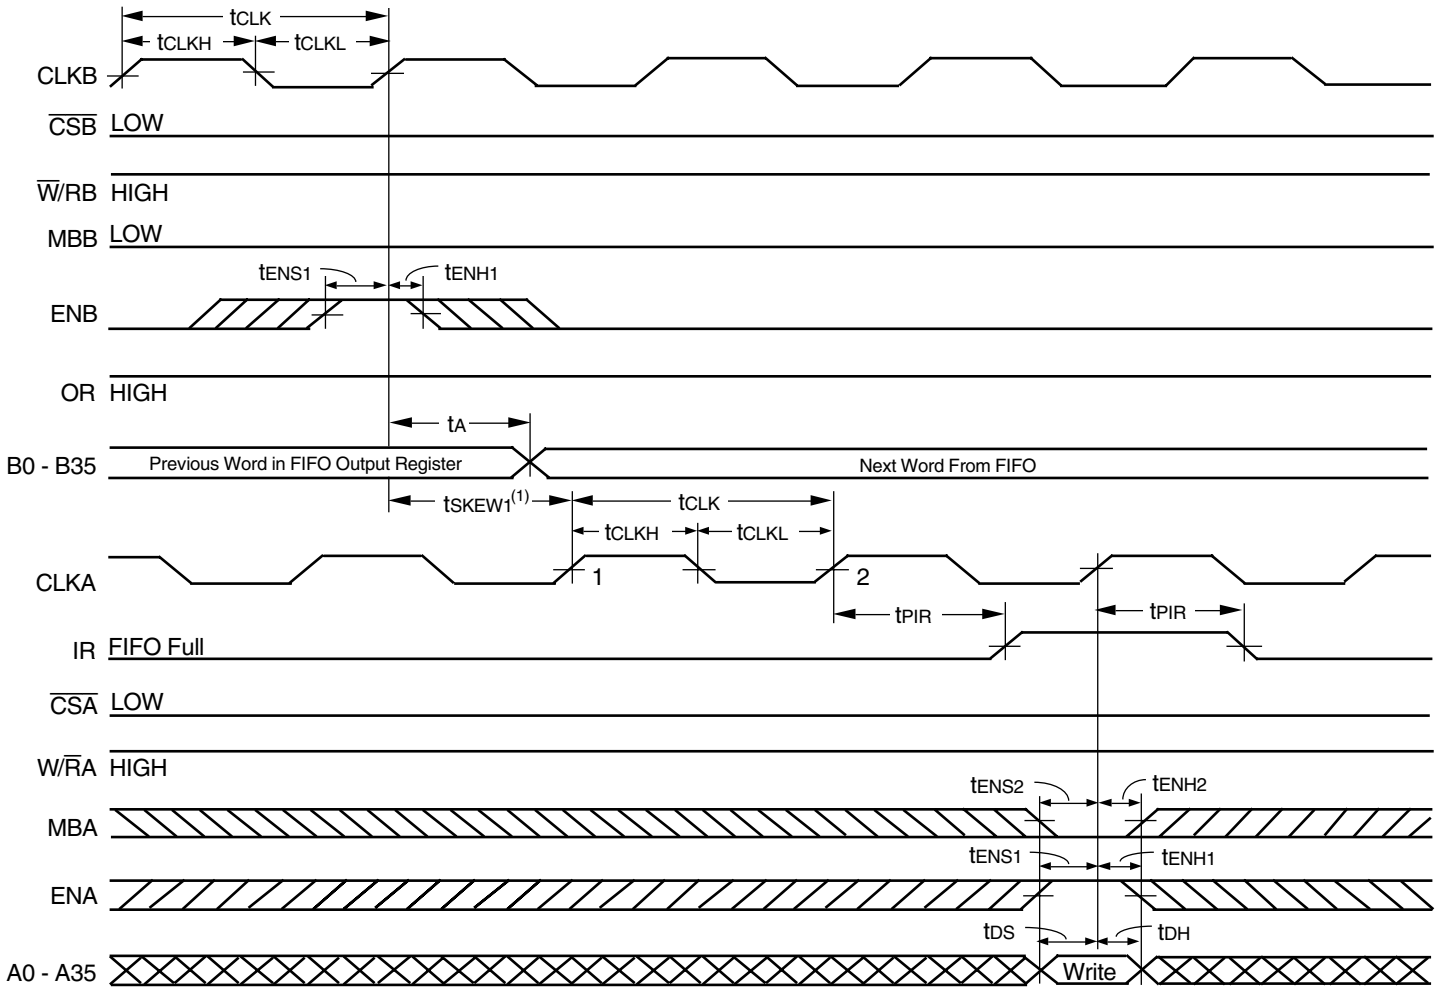 tCLK
tCLKH tCLKL
CLKB
CSB LOW
W/RB HIGH
MBB LOW
tENS1 tENH1
ENB
OR HIGH
tA
B0 - B35 Previous Word in FIFO Output Register Next Word From FIFO
tSKEW1(1) tCLK
tCLKH tCLKL
CLKA 1 2
tPIR tPIR
IR FIFO Full
CSA LOW
W/RA HIGH
tENS2 tENH2
MBA
tENS1 tENH1
ENA
tDS tDH
A0 - A35 Write